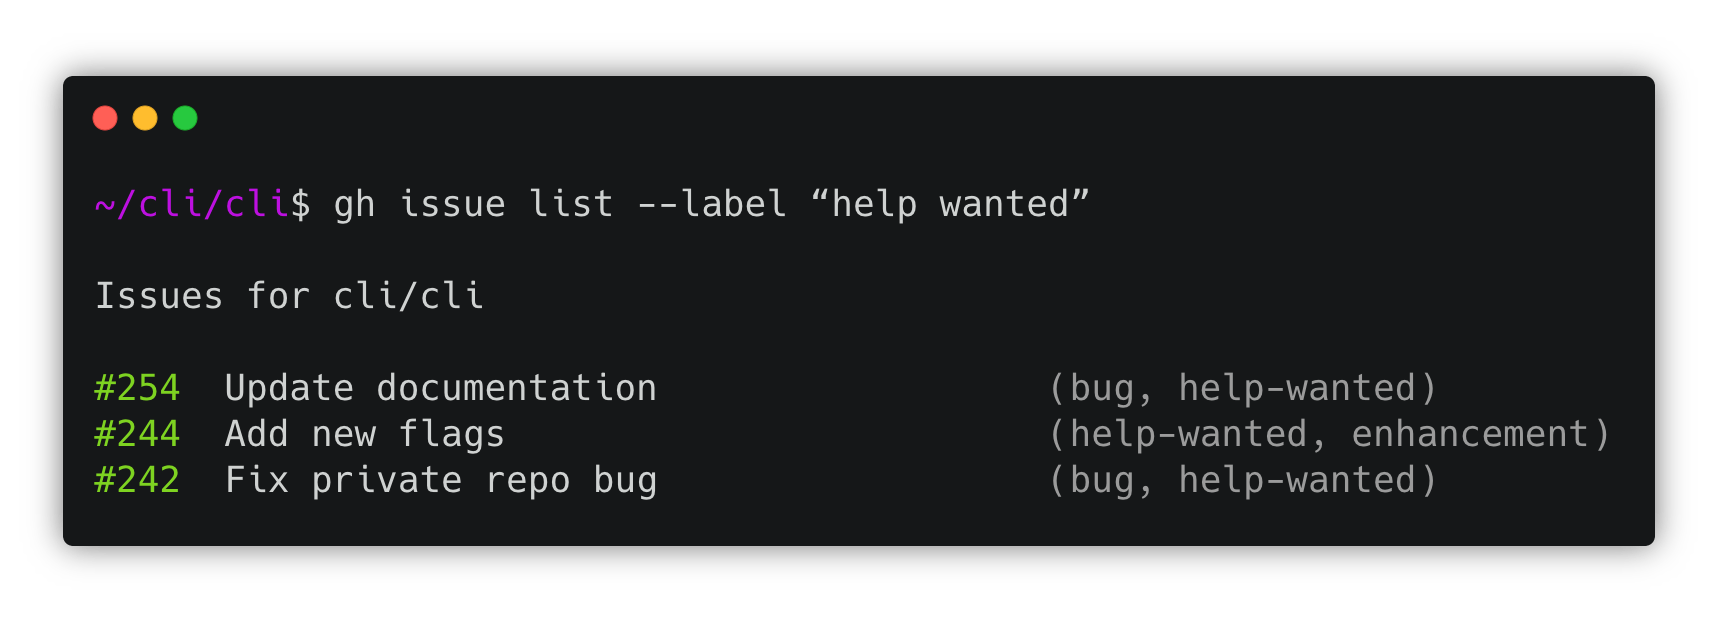 ~/cli/cli$ gh issue list --label “help wanted”
Issues for cli/cli
#254  Update documentation                  (bug, help-wanted)
#244  Add new flags                         (help-wanted, enhancement)
#242  Fix private repo bug                  (bug, help-wanted)